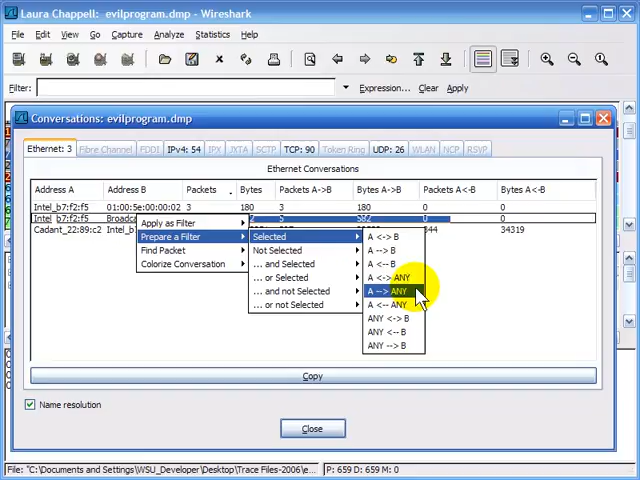 Laura Chappell: evilprogram.dmp - Wireshark
File Edit View Go Capture Analyze Statistics Help
Filter: Expression... Clear Apply
Conversations: evilprogram.dmp
Ethernet: 3 Fibre Channel FDDI IPv4: 54 IPX JXTA SCTP TCP: 90 Token Ring UDP: 26 WLAN NCP RSVP
Ethernet Conversations
Address A Address B Packets Bytes Packets A->B Bytes A->B Packets A<-B Bytes A<-B
Intel_b7:f2:f5 01:00:5e:00:00:02 3 180 3 180 0 0
Intel_b7:f2:f5 5 582 0 0
Cadant_22:89:c2 344 34319
Apply as Filter
Prepare a Filter
Find Packet
Colorize Conversation
Selected
Not Selected
... and Selected
... or Selected
... and not Selected
... or not Selected
A <-> B
A --> B
A <-- B
A <-> ANY
A --> ANY
A <-- ANY
ANY <-> B
ANY <-- B
ANY --> B
Copy
Name resolution
Close
File: "C:\Documents and Settings\WSU_Developer\Desktop\Trace Files-2006\e... P: 659 D: 659 M: 0